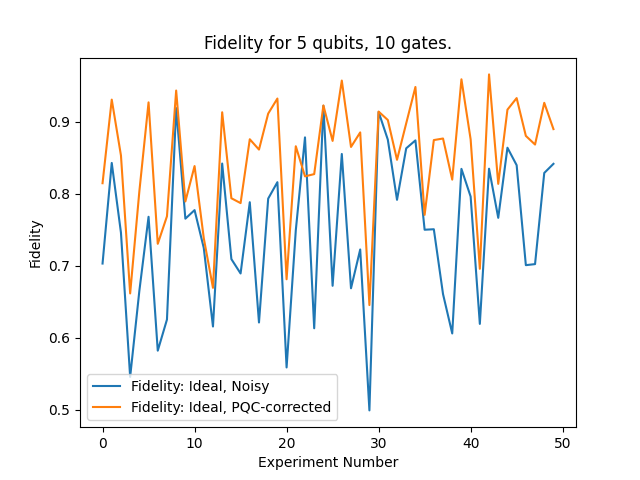 Fidelity for 5 qubits, 10 gates.
Fidelity
0.9
0.8
0.7
0.6
0.5
Fidelity: Ideal, Noisy
Fidelity: Ideal, PQC-corrected
0 10 20 30 40 50
Experiment Number